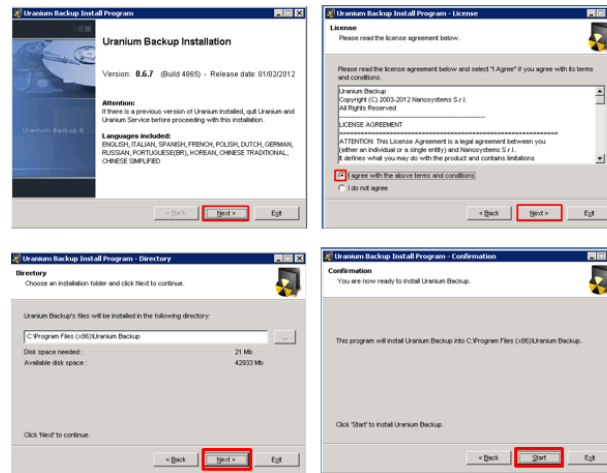 Uranium Backup Install Program
Uranium Backup Installation
Version: 8.6.7 (Build 4865) - Release date: 01/02/2012
Attention:
If there is a previous version of Uranium installed, quit Uranium and
Uranium Service before proceeding with this installation.
Languages included:
ENGLISH, ITALIAN, SPANISH, FRENCH, POLISH, DUTCH, GERMAN,
RUSSIAN, PORTUGUESE(BR), KOREAN, CHINESE TRADITIONAL,
CHINESE SIMPLIFIED
Uranium Backup 8
< Back
Next >
Exit
Uranium Backup Install Program - License
License
Please read the license agreement below.
Please read the license agreement below and select "I Agree" if you agree with its terms
and conditions.
Uranium Backup
Copyright (C) 2003-2012 Nanosystems S.r.l.
All Rights Reserved
LICENSE AGREEMENT
ATTENTION: This License Agreement is a legal agreement between you
(either an individual or a single entity) and Nanosystems S.r.l.
It defines what you may do with the product and contains limitations
I agree with the above terms and conditions
I do not agree
< Back
Next >
Exit
Uranium Backup Install Program - Directory
Directory
Choose an installation folder and click Next to continue.
Uranium Backup's files will be installed in the following directory:
C:\Program Files (x86)\Uranium Backup
...
Disk space needed : 21 Mb
Available disk space : 42933 Mb
Click 'Next' to continue.
< Back
Next >
Exit
Uranium Backup Install Program - Confirmation
Confirmation
You are now ready to install Uranium Backup.
This program will install Uranium Backup into C:\Program Files (x86)\Uranium Backup.
Click 'Start' to install Uranium Backup.
< Back
Start
Exit